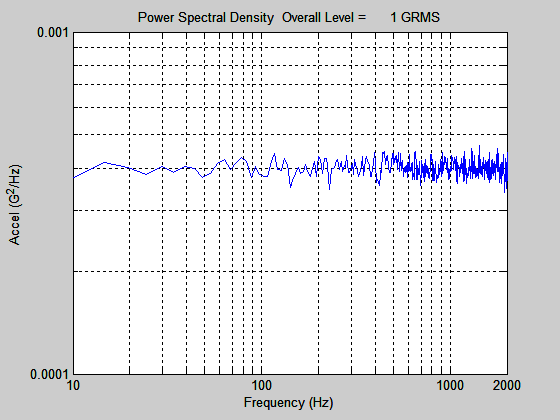 Power Spectral Density  Overall Level =      1 GRMS
0.001
Accel (G²/Hz)
0.0001
10
100
1000
2000
Frequency (Hz)